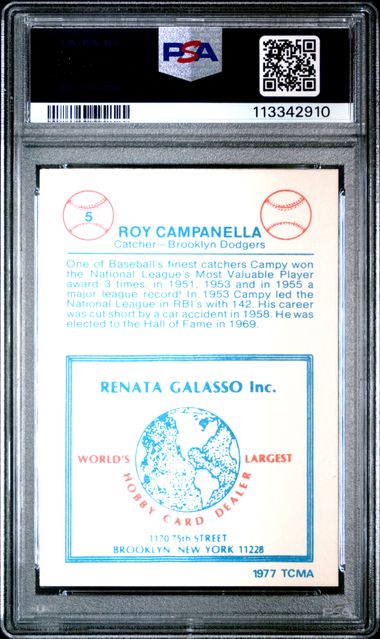 PSA
113342910
5
ROY CAMPANELLA
Catcher—Brooklyn Dodgers
One of Baseball's finest catchers Campy won
the National League's Most Valuable Player
award 3 times, in 1951, 1953 and in 1955 a
major league record! In 1953 Campy led the
National League in RBI's with 142. His career
was cut short by a car accident in 1958. He was
elected to the Hall of Fame in 1969.
RENATA GALASSO Inc.
WORLD'S LARGEST
HOBBY CARD DEALER
1170 75th STREET
BROOKLYN NEW YORK 11228
1977 TCMA